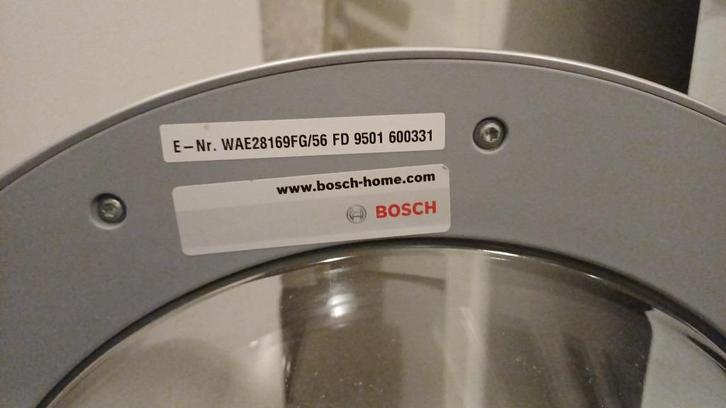 E-Nr. WAE28169FG/56 FD 9501 600331
www.bosch-home.com
BOSCH